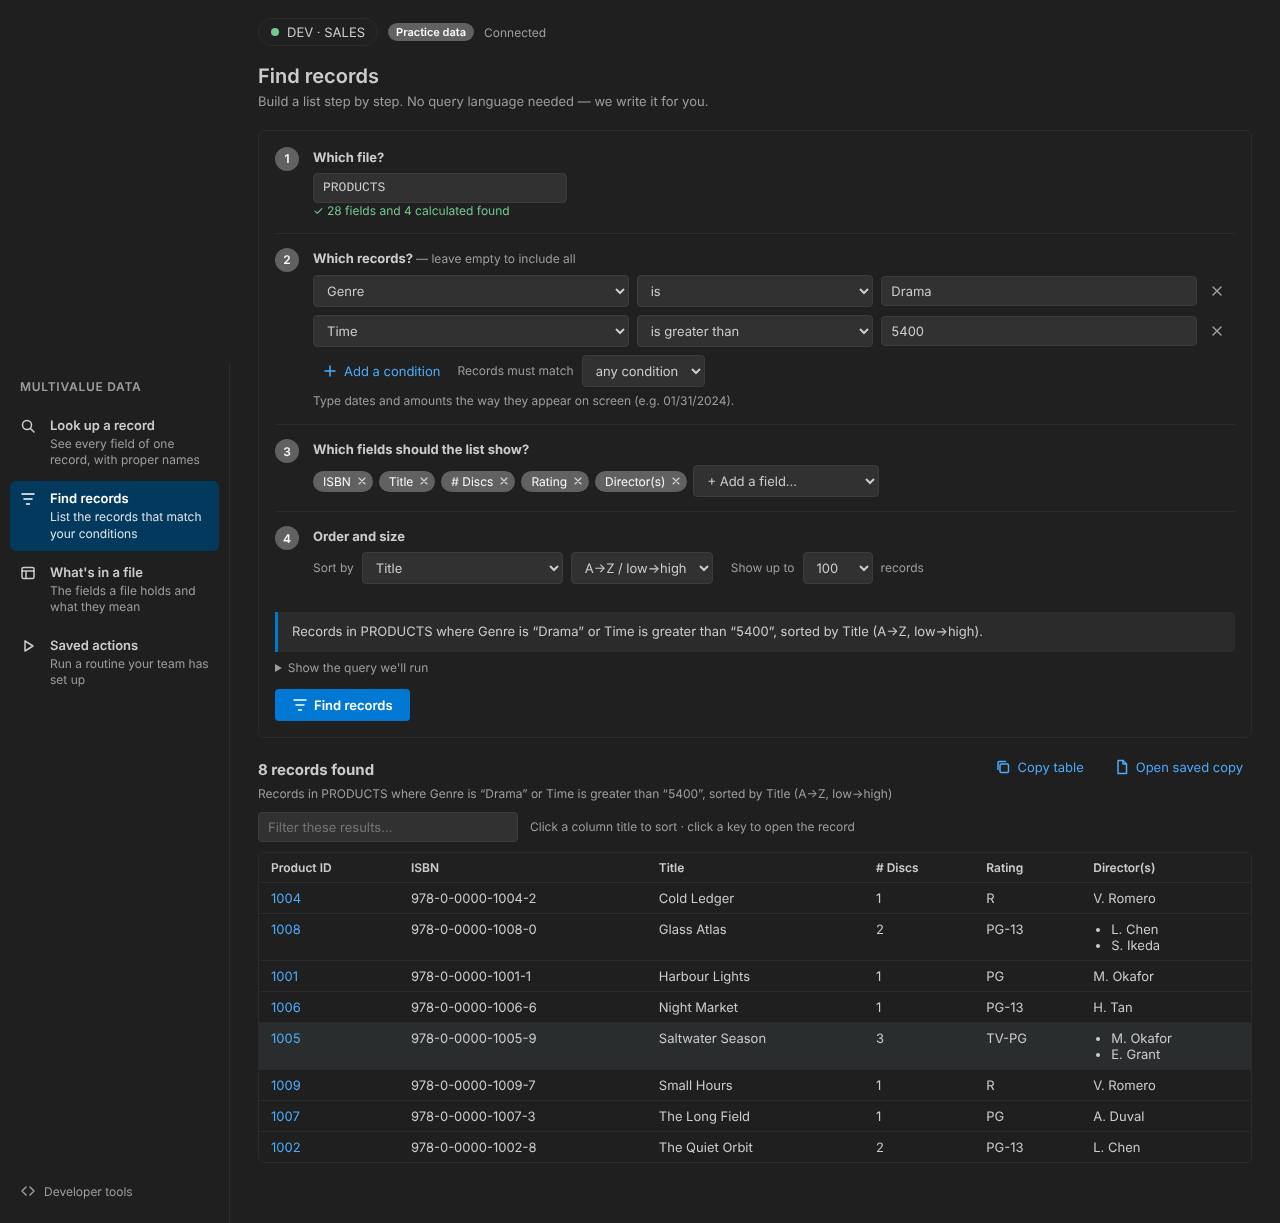 DEV · SALES
Practice data
Connected
Find records
Build a list step by step. No query language needed — we write it for you.
MULTIVALUE DATA
Look up a record
See every field of one
record, with proper names
Find records
List the records that match
your conditions
What's in a file
The fields a file holds and
what they mean
Saved actions
Run a routine your team has
set up
Developer tools
1 Which file?
PRODUCTS
✓ 28 fields and 4 calculated found
2 Which records? — leave empty to include all
Genre is Drama ✕
Time is greater than 5400 ✕
+ Add a condition Records must match any condition
Type dates and amounts the way they appear on screen (e.g. 01/31/2024).
3 Which fields should the list show?
ISBN ✕ Title ✕ # Discs ✕ Rating ✕ Director(s) ✕ + Add a field...
4 Order and size
Sort by Title A→Z / low→high Show up to 100 records
Records in PRODUCTS where Genre is “Drama” or Time is greater than “5400”, sorted by Title (A→Z, low→high).
Show the query we'll run
Find records
8 records found
Copy table
Open saved copy
Records in PRODUCTS where Genre is “Drama” or Time is greater than “5400”, sorted by Title (A→Z, low→high)
Filter these results... Click a column title to sort · click a key to open the record
Product ID ISBN Title # Discs Rating Director(s)
1004 978-0-0000-1004-2 Cold Ledger 1 R V. Romero
1008 978-0-0000-1008-0 Glass Atlas 2 PG-13 • L. Chen
• S. Ikeda
1001 978-0-0000-1001-1 Harbour Lights 1 PG M. Okafor
1006 978-0-0000-1006-6 Night Market 1 PG-13 H. Tan
1005 978-0-0000-1005-9 Saltwater Season 3 TV-PG • M. Okafor
• E. Grant
1009 978-0-0000-1009-7 Small Hours 1 R V. Romero
1007 978-0-0000-1007-3 The Long Field 1 PG A. Duval
1002 978-0-0000-1002-8 The Quiet Orbit 2 PG-13 L. Chen